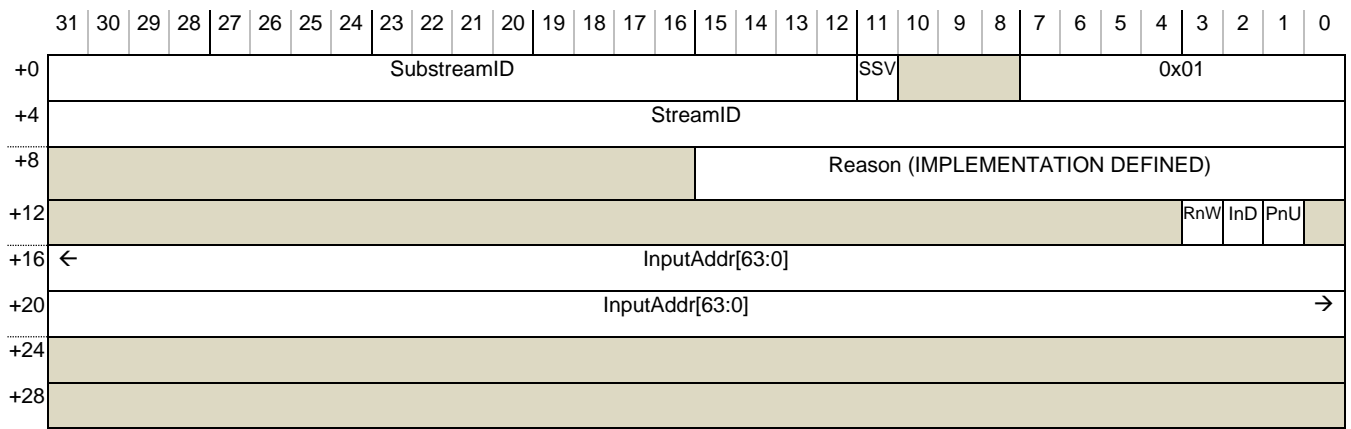 31 30 29 28 27 26 25 24 23 22 21 20 19 18 17 16 15 14 13 12 11 10 9 8 7 6 5 4 3 2 1 0
+0 SubstreamID SSV 0x01
+4 StreamID
+8 Reason (IMPLEMENTATION DEFINED)
+12 RnW InD PnU
+16 ← InputAddr[63:0]
+20 InputAddr[63:0] →
+24
+28